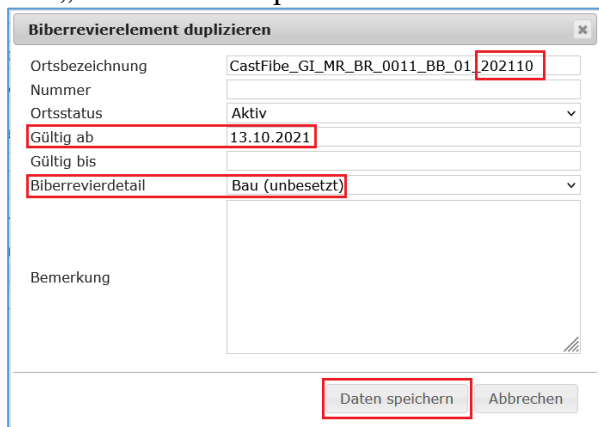 Biberrevierelement duplizieren
Ortsbezeichnung CastFibe_GI_MR_BR_0011_BB_01_202110
Nummer
Ortsstatus Aktiv
Gültig ab 13.10.2021
Gültig bis
Biberrevierdetail Bau (unbesetzt)
Bemerkung
Daten speichern Abbrechen